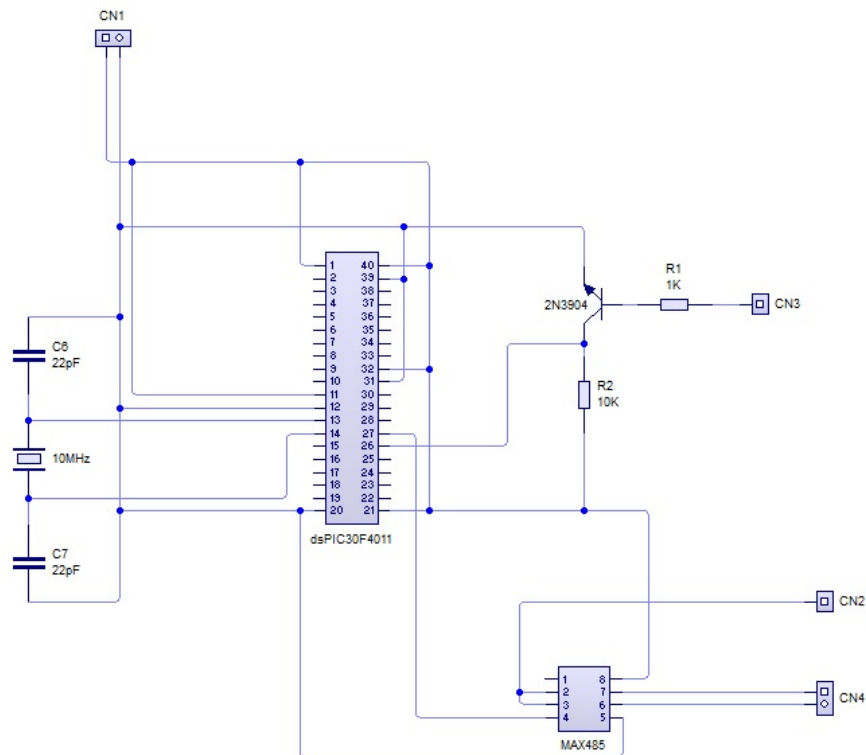 CN1
1 40
2 39
3 38
4 37
5 36
6 35
7 34
8 33
9 32
10 31
11 30
12 29
13 28
14 27
15 26
16 25
17 24
18 23
19 22
20 21
dsPIC30F4011
2N3904
R1
1K
CN3
R2
10K
C6
22pF
10MHz
C7
22pF
CN2
1 8
2 7
3 6
4 5
MAX485
CN4